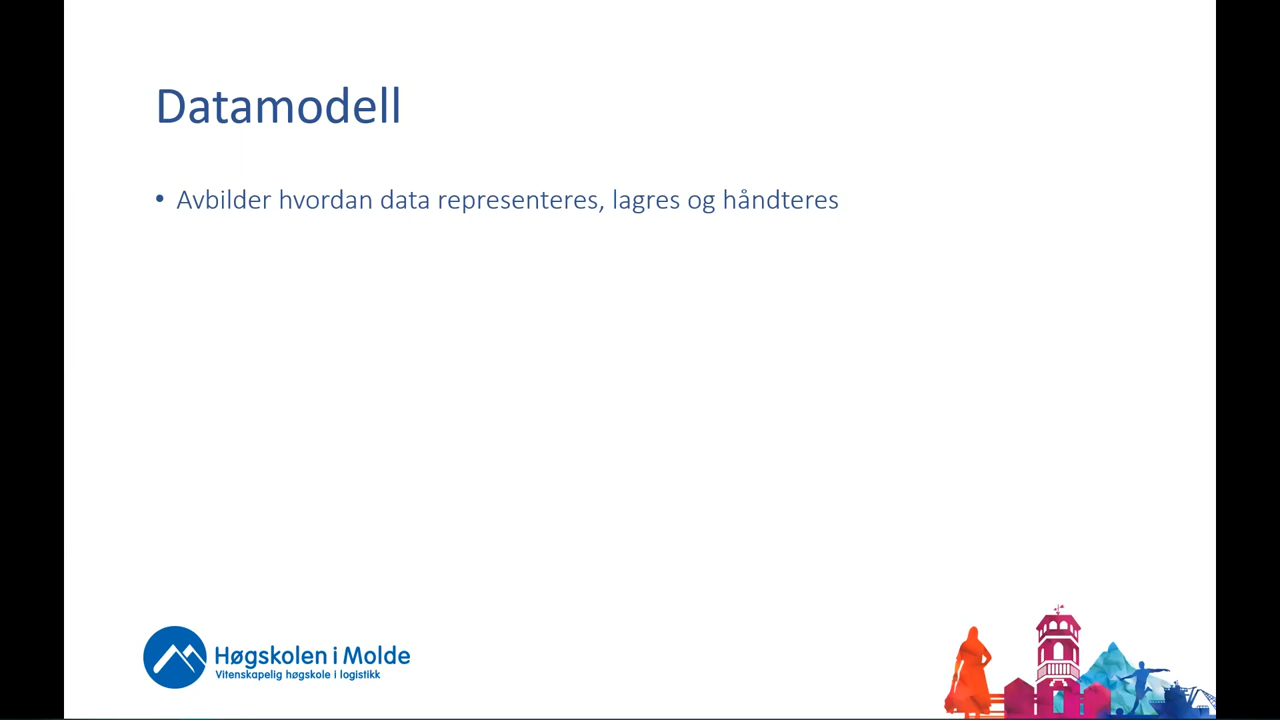 Datamodell
• Avbilder hvordan data representeres, lagres og håndteres
Høgskolen i Molde
Vitenskapelig høgskole i logistikk